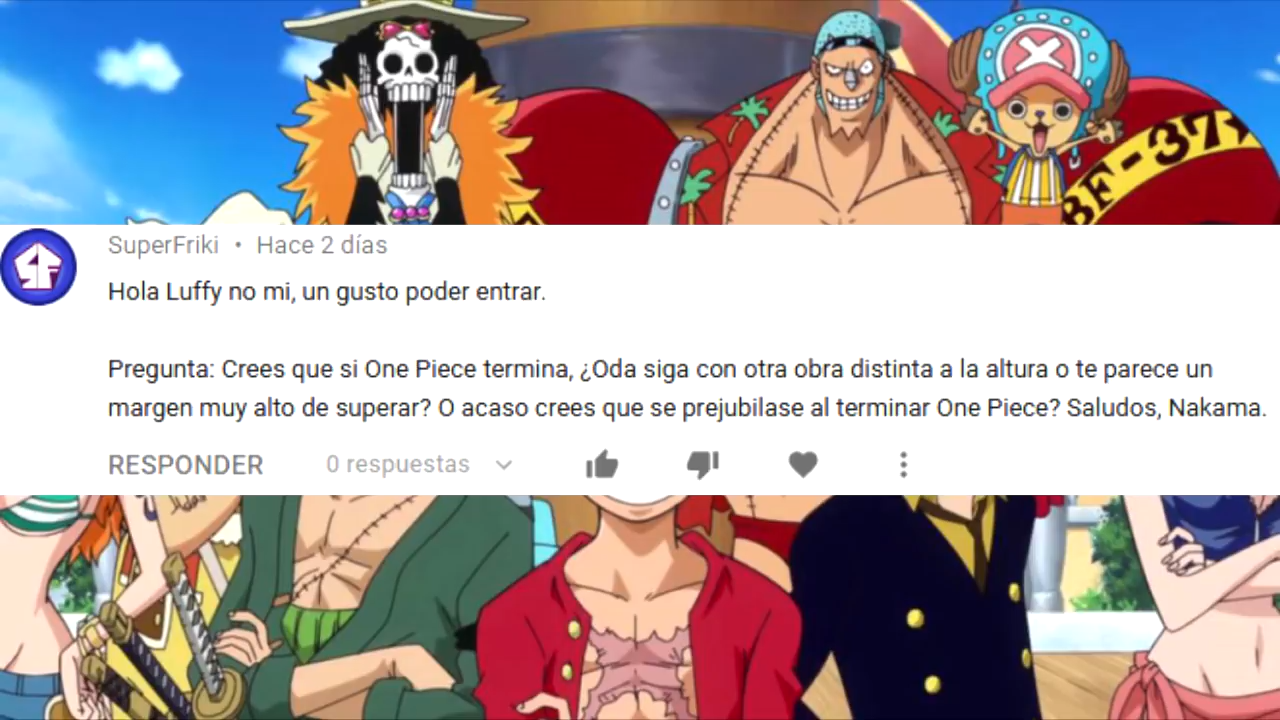 BF-37
SuperFriki • Hace 2 días
Hola Luffy no mi, un gusto poder entrar.
Pregunta: Crees que si One Piece termina, ¿Oda siga con otra obra distinta a la altura o te parece un
margen muy alto de superar? O acaso crees que se prejubilase al terminar One Piece? Saludos, Nakama.
RESPONDER 0 respuestas